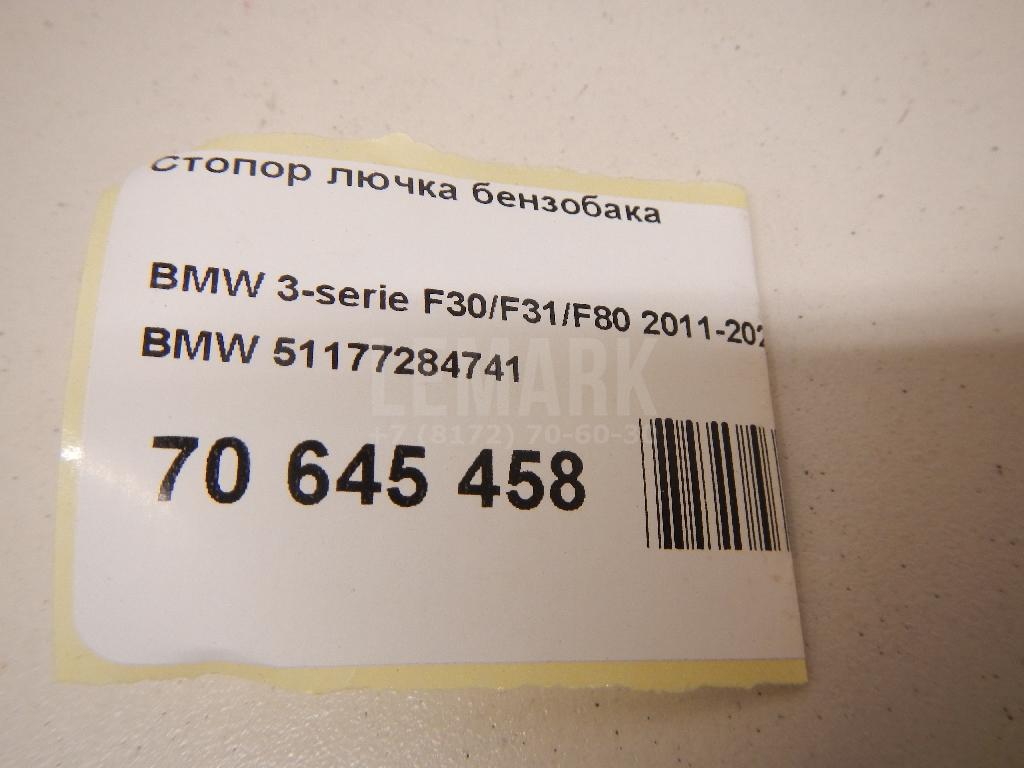 Стопор лючка бензобака
BMW 3-serie F30/F31/F80 2011-202
BMW 51177284741
LEMARK
+7 (8172) 70-60-3
70 645 458